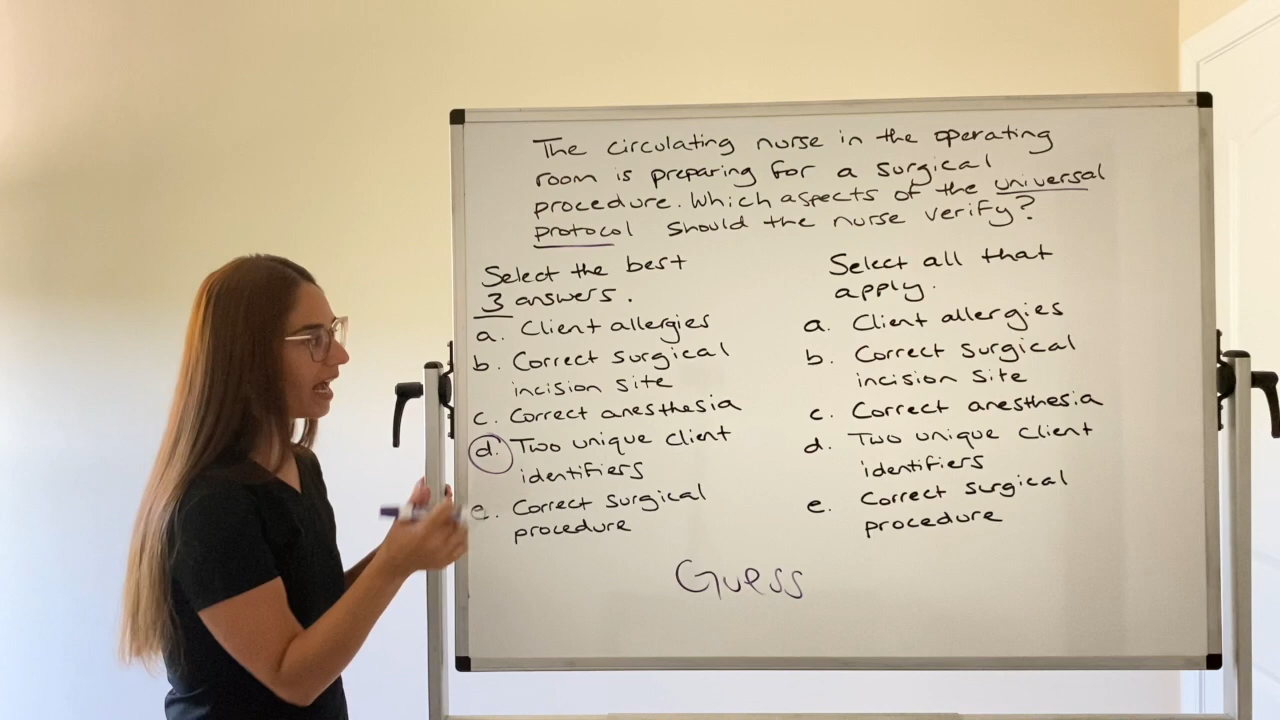 The circulating nurse in the operating
room is preparing for a surgical
procedure. Which aspects of the universal
protocol should the nurse verify?
Select the best
3 answers.
a. Client allergies
b. Correct surgical
incision site
c. Correct anesthesia
d. Two unique client
identifiers
e. Correct surgical
procedure
Select all that
apply.
a. Client allergies
b. Correct surgical
incision site
c. Correct anesthesia
d. Two unique client
identifiers
e. Correct surgical
procedure
Guess